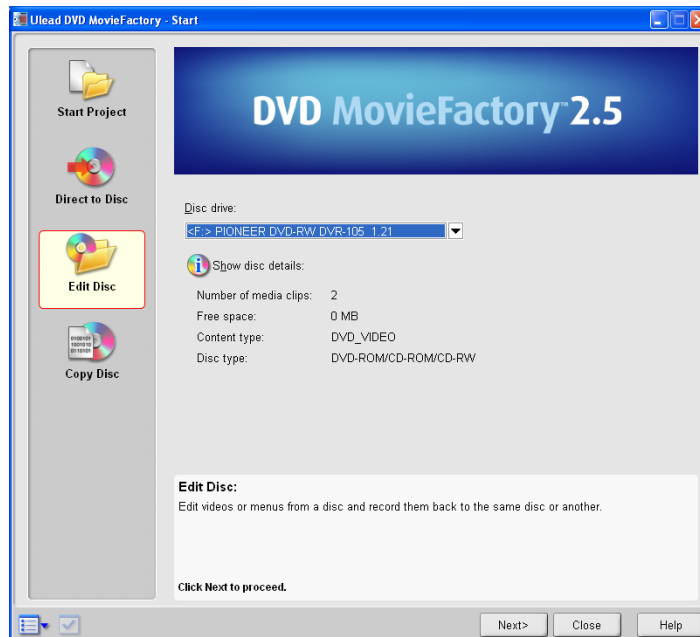 Ulead DVD MovieFactory - Start
Start Project
Direct to Disc
Edit Disc
Copy Disc
DVD MovieFactory™ 2.5
Disc drive:
<F:> PIONEER DVD-RW DVR-105 1.21
Show disc details:
Number of media clips: 2
Free space: 0 MB
Content type: DVD_VIDEO
Disc type: DVD-ROM/CD-ROM/CD-RW
Edit Disc:
Edit videos or menus from a disc and record them back to the same disc or another.
Click Next to proceed.
Next> Close Help